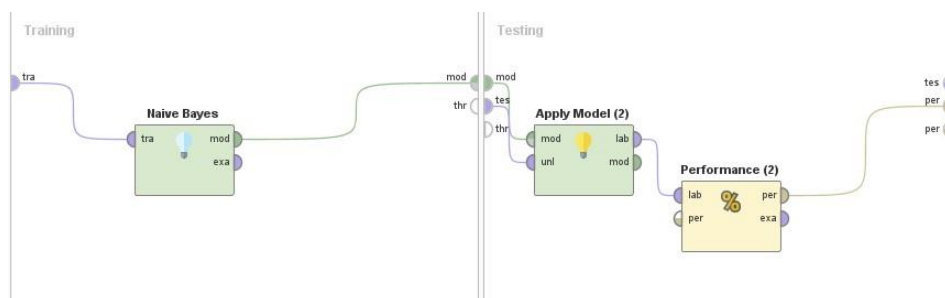 Training
tra
Naive Bayes
tra
mod
exa
mod
thr
Testing
mod
tes
thr
Apply Model (2)
mod
lab
unl
mod
Performance (2)
lab
per
%
per
exa
tes
per
per